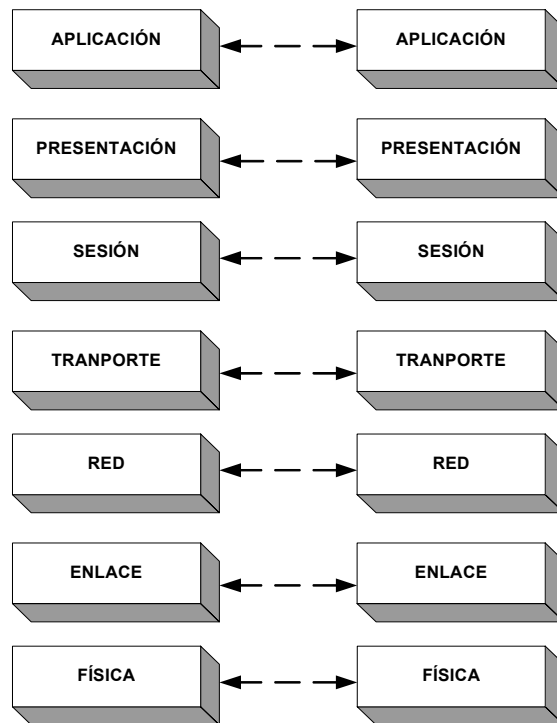 APLICACIÓN APLICACIÓN
PRESENTACIÓN PRESENTACIÓN
SESIÓN SESIÓN
TRANPORTE TRANPORTE
RED RED
ENLACE ENLACE
FÍSICA FÍSICA